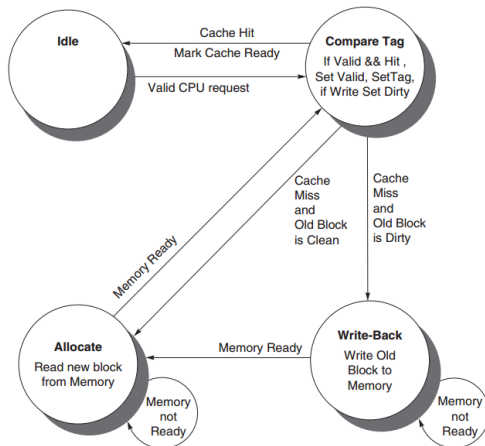 Idle
Cache Hit
Mark Cache Ready
Valid CPU request
Compare Tag
If Valid && Hit ,
Set Valid, SetTag,
if Write Set Dirty
Cache
Miss
and
Old Block
is Clean
Cache
Miss
and
Old Block
is Dirty
Memory Ready
Allocate
Read new block
from Memory
Memory Ready
Write-Back
Write Old
Block to
Memory
Memory
not
Ready
Memory
not
Ready